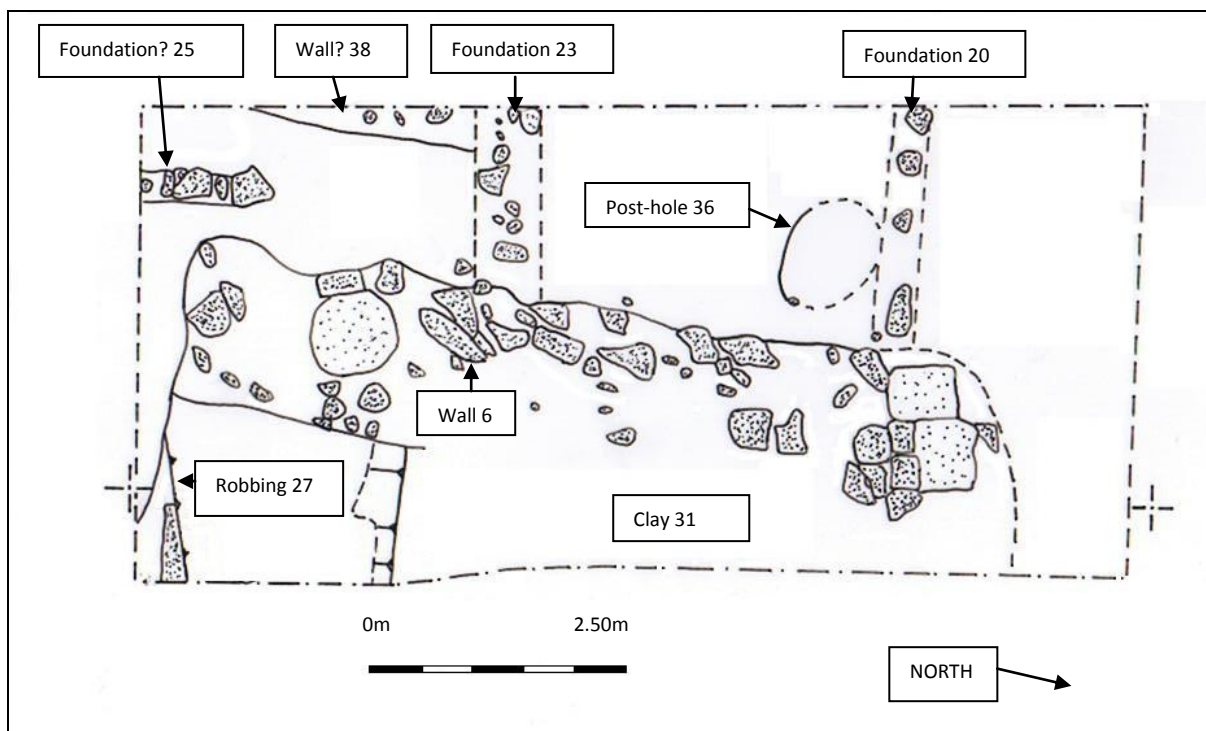 Foundation? 25
Wall? 38
Foundation 23
Foundation 20
Post-hole 36
Wall 6
Robbing 27
Clay 31
0m
2.50m
NORTH